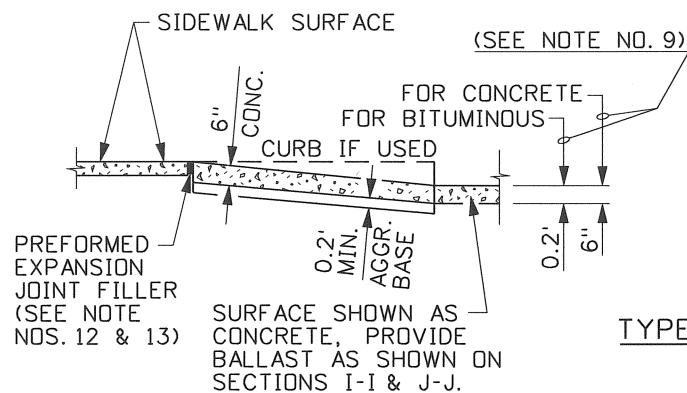 SIDEWALK SURFACE
(SEE NOTE NO. 9)
6"
CONC.
FOR CONCRETE
FOR BITUMINOUS
CURB IF USED
PREFORMED
EXPANSION
JOINT FILLER
(SEE NOTE
NOS. 12 & 13)
0.2'
MIN.
AGGR.
BASE
0.2'
6"
SURFACE SHOWN AS
CONCRETE, PROVIDE
BALLAST AS SHOWN ON
SECTIONS I-I & J-J.
TYPE